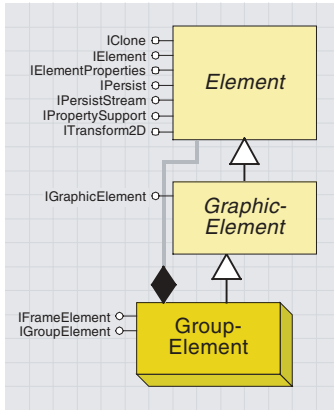 IClone
IElement
IElementProperties
IPersist
IPersistStream
IPropertySupport
ITransform2D
Element
IGraphicElement
Graphic-
Element
IFrameElement
IGroupElement
Group-
Element